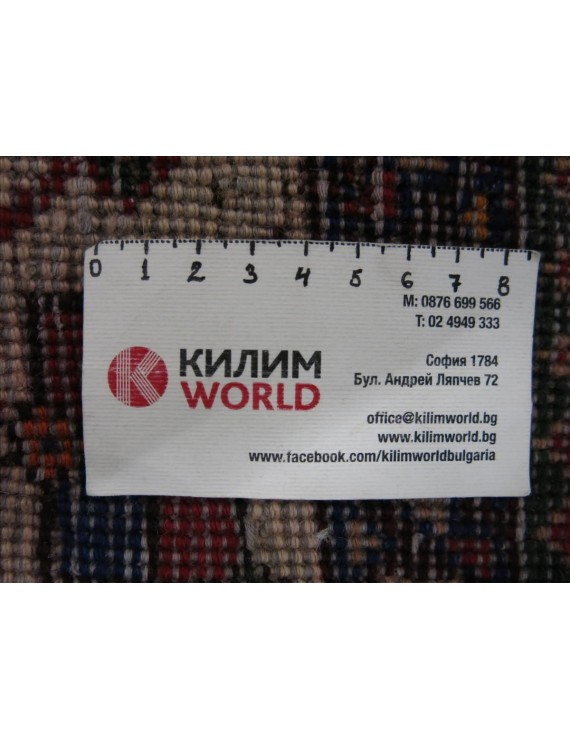 0 1 2 3 4 5 6 7 8
M: 0876 699 566
T: 02 4949 333
КИЛИМ
WORLD
София 1784
Бул. Андрей Ляпчев 72
office@kilimworld.bg
www.kilimworld.bg
www.facebook.com/kilimworldbulgaria